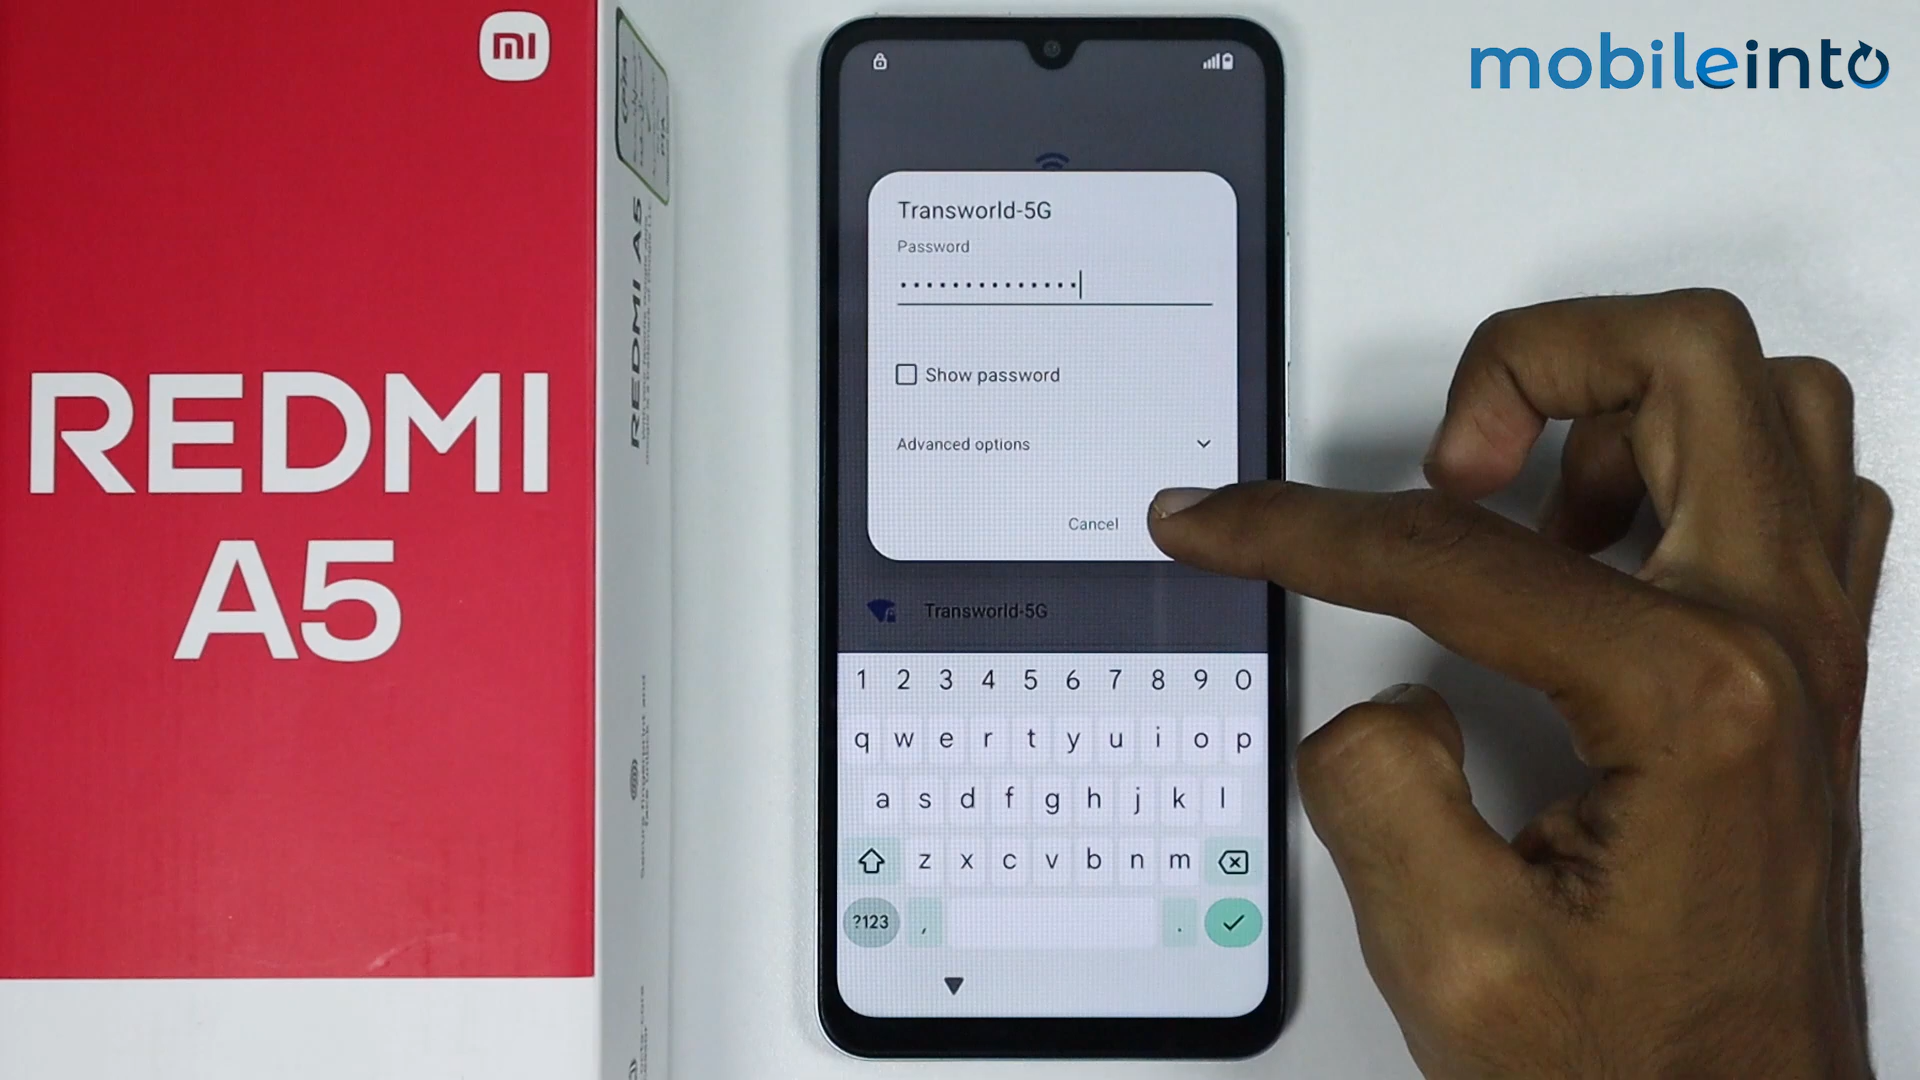 mi
REDMI
A5
REDMI A5
PTA
mobileinto
Transworld-5G
Password
••••••••••••••
Show password
Advanced options
Cancel
Transworld-5G
1 2 3 4 5 6 7 8 9 0
q w e r t y u i o p
a s d f g h j k l
z x c v b n m
?123 , .